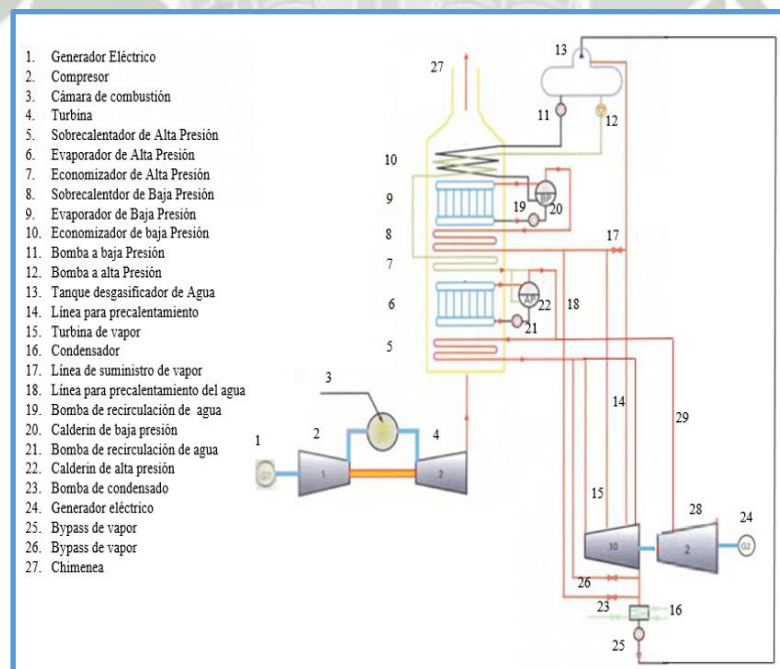 1. Generador Eléctrico
2. Compresor
3. Cámara de combustión
4. Turbina
5. Sobrecalentador de Alta Presión
6. Evaporador de Alta Presión
7. Economizador de Alta Presión
8. Sobrecalentdor de Baja Presión
9. Evaporador de Baja Presión
10. Economizador de baja Presión
11. Bomba a baja Presión
12. Bomba a alta Presión
13. Tanque desgasificador de Agua
14. Línea para precalentamiento
15. Turbina de vapor
16. Condensador
17. Línea de suministro de vapor
18. Línea para precalentamiento del agua
19. Bomba de recirculación de agua
20. Calderin de baja presión
21. Bomba de recirculación de agua
22. Calderin de alta presión
23. Bomba de condensado
24. Generador eléctrico
25. Bypass de vapor
26. Bypass de vapor
27. Chimenea
13
27
11
12
10
BP
9
19
20
8
17
7
AP
22
18
6
21
5
3
14
29
2
4
1
15
28
24
1
2
10
2
G2
26
23
16
25